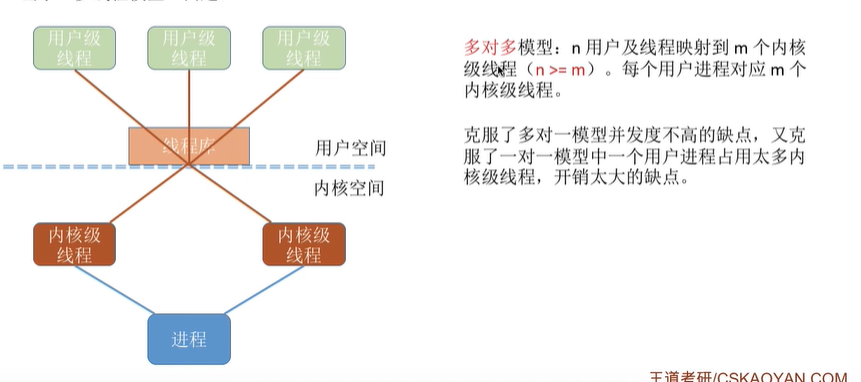 用户级
线程
用户级
线程
用户级
线程
线程库
用户空间
内核空间
内核级
线程
内核级
线程
进程
多对多模型：n 用户及线程映射到 m 个内核
级线程（n >= m）。每个用户进程对应 m 个
内核级线程。
克服了多对一模型并发度不高的缺点，又克
服了一对一模型中一个用户进程占用太多内
核级线程，开销太大的缺点。
王道考研/CSKAOYAN.COM